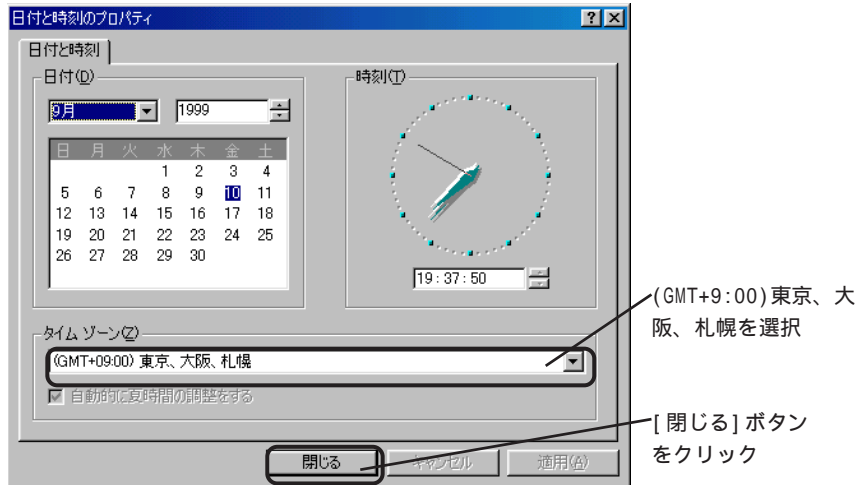 日付と時刻のプロパティ
日付と時刻
日付(D)
9月 1999
日 月 火 水 木 金 土
1 2 3 4
5 6 7 8 9 10 11
12 13 14 15 16 17 18
19 20 21 22 23 24 25
26 27 28 29 30
時刻(T)
19:37:50
タイム ゾーン(Z)
(GMT+09:00) 東京、大阪、札幌
自動的に夏時間の調整をする
閉じる キャンセル 適用(A)
(GMT+9:00)東京、大
阪、札幌を選択
[閉じる]ボタン
をクリック